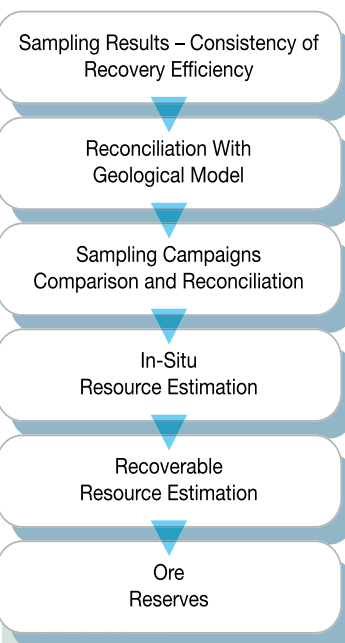 Sampling Results – Consistency of
Recovery Efficiency
Reconciliation With
Geological Model
Sampling Campaigns
Comparison and Reconciliation
In-Situ
Resource Estimation
Recoverable
Resource Estimation
Ore
Reserves